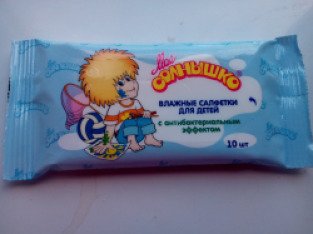 Моё
СОЛНЫШКО
ВЛАЖНЫЕ САЛФЕТКИ
ДЛЯ ДЕТЕЙ
с антибактериальным
эффектом
10 шт